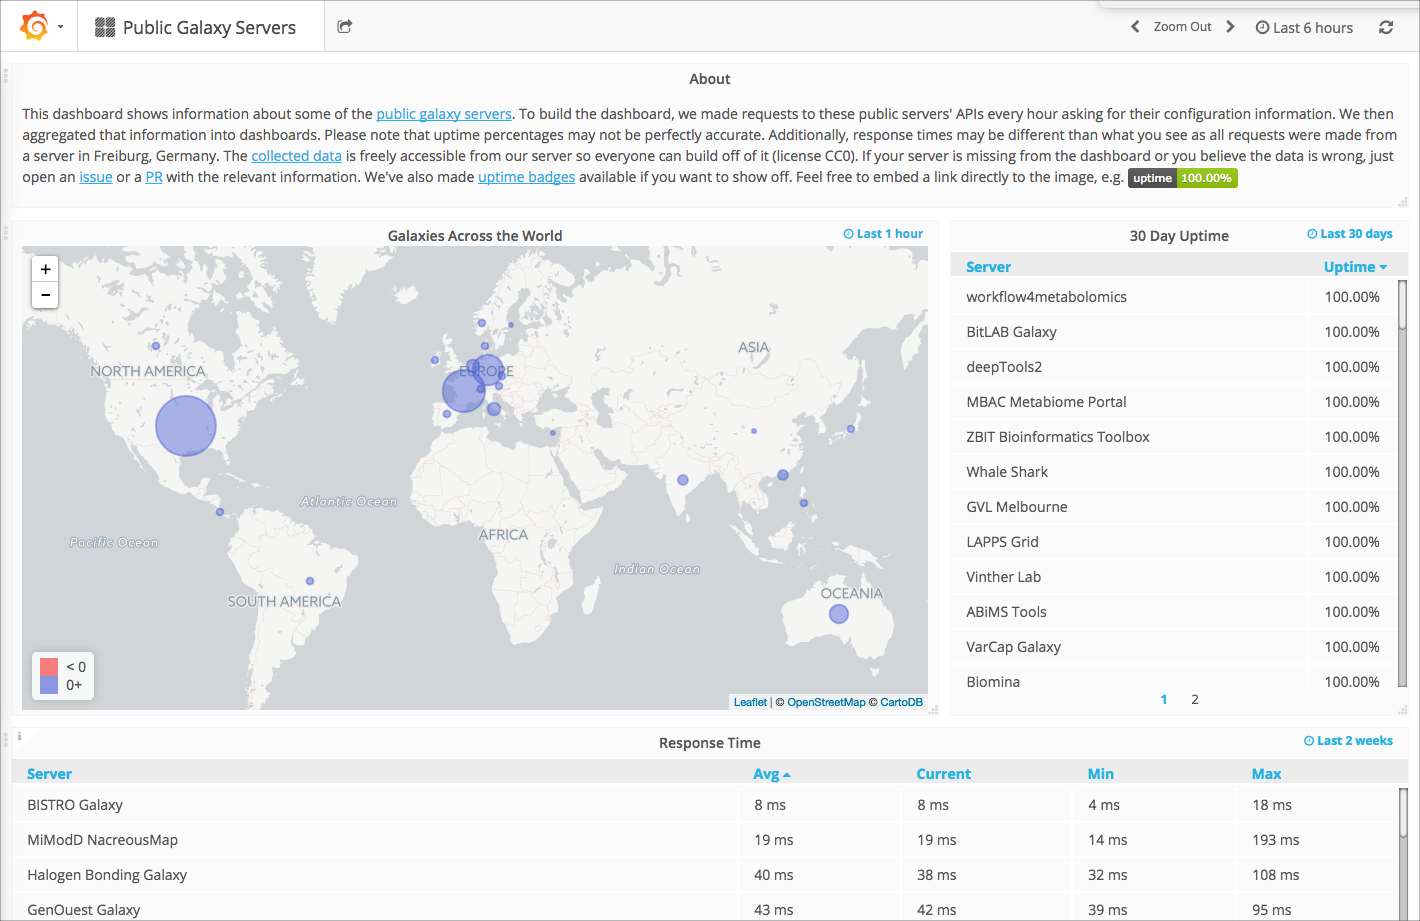 Public Galaxy Servers
Zoom Out
Last 6 hours
About
This dashboard shows information about some of the public galaxy servers. To build the dashboard, we made requests to these public servers' APIs every hour asking for their configuration information. We then
aggregated that information into dashboards. Please note that uptime percentages may not be perfectly accurate. Additionally, response times may be different than what you see as all requests were made from
a server in Freiburg, Germany. The collected data is freely accessible from our server so everyone can build off of it (license CC0). If your server is missing from the dashboard or you believe the data is wrong, just
open an issue or a PR with the relevant information. We've also made uptime badges available if you want to show off. Feel free to embed a link directly to the image, e.g. uptime 100.00%
Galaxies Across the World
Last 1 hour
+
-
NORTH AMERICA
EUROPE
ASIA
Atlantic Ocean
Pacific Ocean
AFRICA
Indian Ocean
SOUTH AMERICA
OCEANIA
< 0
0+
Leaflet | © OpenStreetMap © CartoDB
30 Day Uptime
Last 30 days
Server Uptime
workflow4metabolomics 100.00%
BitLAB Galaxy 100.00%
deepTools2 100.00%
MBAC Metabiome Portal 100.00%
ZBIT Bioinformatics Toolbox 100.00%
Whale Shark 100.00%
GVL Melbourne 100.00%
LAPPS Grid 100.00%
Vinther Lab 100.00%
ABiMS Tools 100.00%
VarCap Galaxy 100.00%
Biomina 100.00%
1 2
i
Response Time
Last 2 weeks
Server Avg Current Min Max
BISTRO Galaxy 8 ms 8 ms 4 ms 18 ms
MiModD NacreousMap 19 ms 19 ms 14 ms 193 ms
Halogen Bonding Galaxy 40 ms 38 ms 32 ms 108 ms
GenOuest Galaxy 43 ms 42 ms 39 ms 95 ms